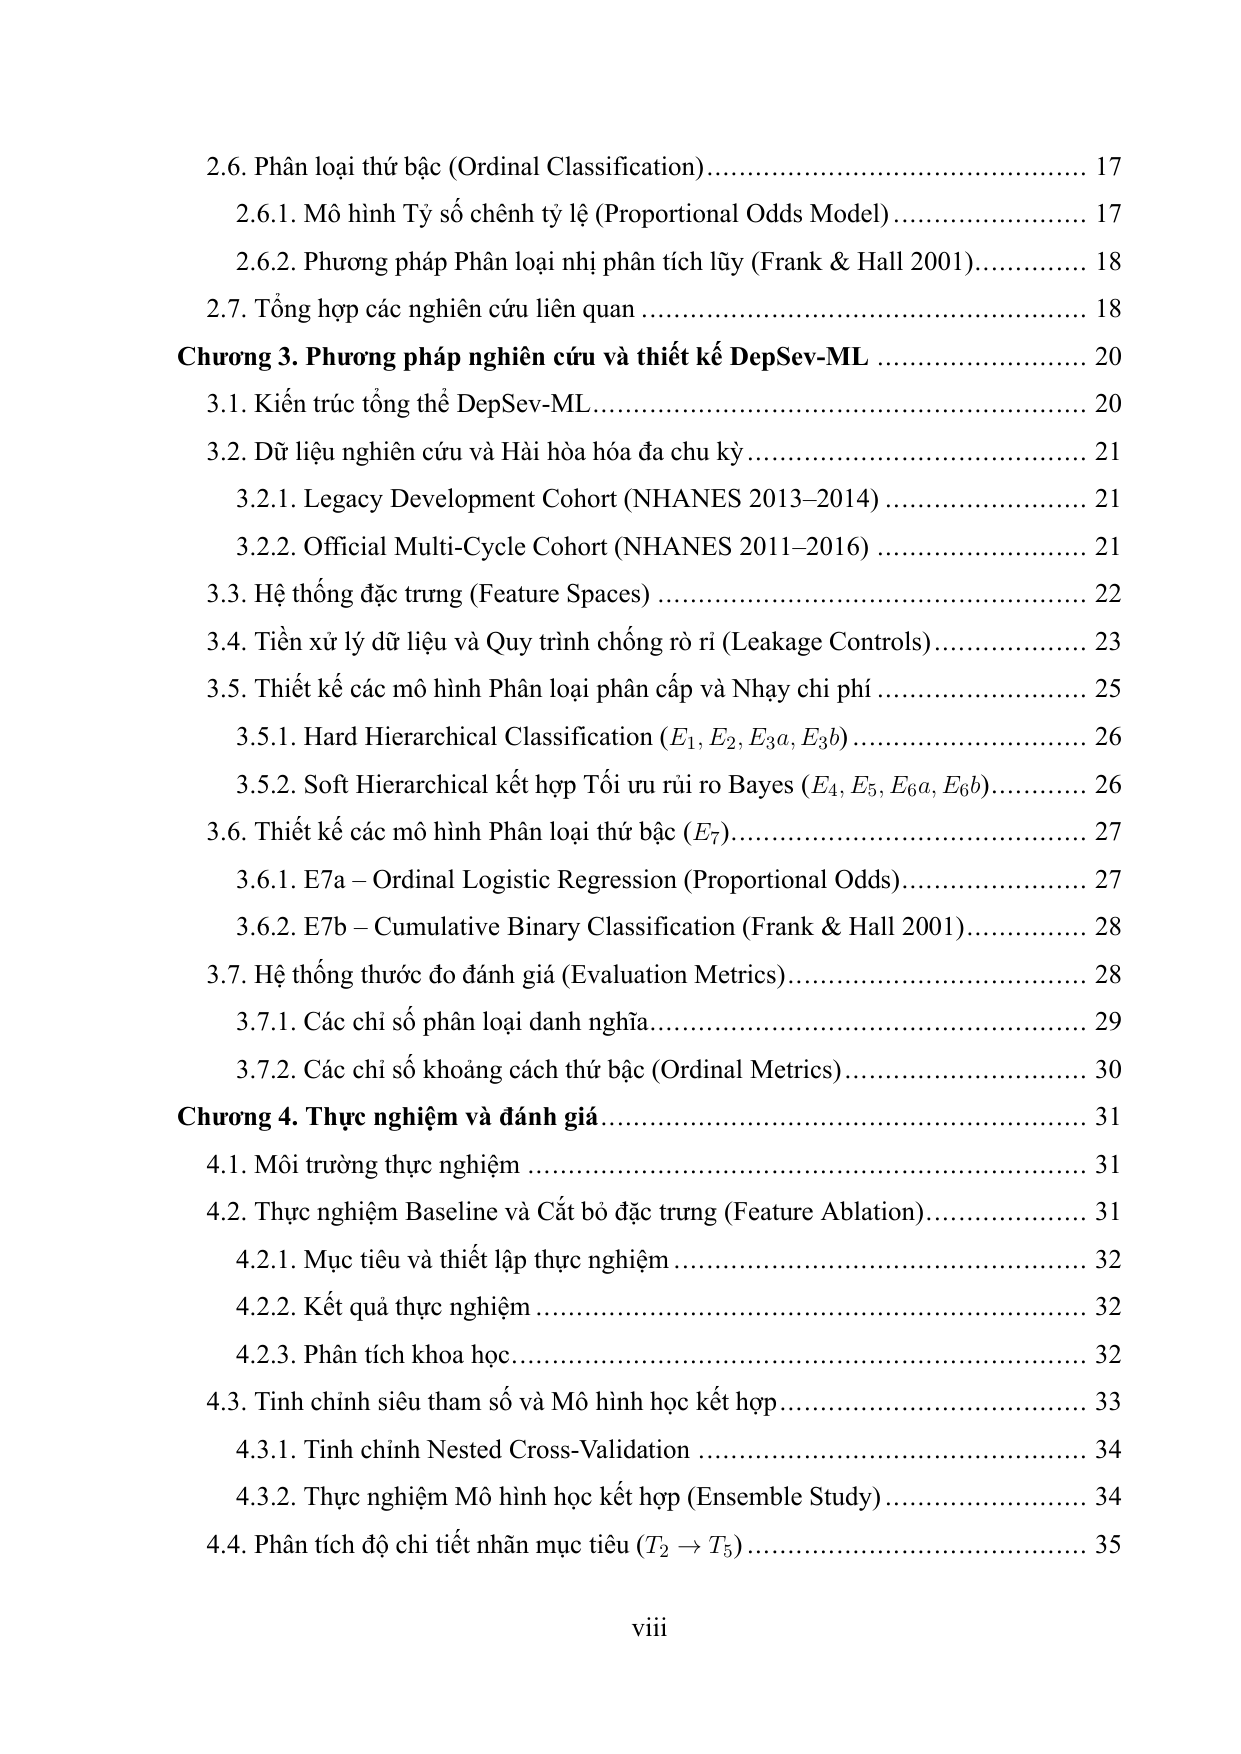 2.6. Phân loại thứ bậc (Ordinal Classification)................................................ 17
2.6.1. Mô hình Tỷ số chênh tỷ lệ (Proportional Odds Model)........................ 17
2.6.2. Phương pháp Phân loại nhị phân tích lũy (Frank & Hall 2001).............. 18
2.7. Tổng hợp các nghiên cứu liên quan ........................................................ 18
Chương 3. Phương pháp nghiên cứu và thiết kế DepSev-ML .......................... 20
3.1. Kiến trúc tổng thể DepSev-ML.............................................................. 20
3.2. Dữ liệu nghiên cứu và Hài hòa hóa đa chu kỳ.......................................... 21
3.2.1. Legacy Development Cohort (NHANES 2013–2014) ......................... 21
3.2.2. Official Multi-Cycle Cohort (NHANES 2011–2016) .......................... 21
3.3. Hệ thống đặc trưng (Feature Spaces) ..................................................... 22
3.4. Tiền xử lý dữ liệu và Quy trình chống rò rỉ (Leakage Controls)................... 23
3.5. Thiết kế các mô hình Phân loại phân cấp và Nhạy chi phí .......................... 25
3.5.1. Hard Hierarchical Classification (E₁, E₂, E₃a, E₃b)............................. 26
3.5.2. Soft Hierarchical kết hợp Tối ưu rủi ro Bayes (E₄, E₅, E₆a, E₆b)............ 26
3.6. Thiết kế các mô hình Phân loại thứ bậc (E₇)............................................ 27
3.6.1. E7a – Ordinal Logistic Regression (Proportional Odds)....................... 27
3.6.2. E7b – Cumulative Binary Classification (Frank & Hall 2001)............... 28
3.7. Hệ thống thước đo đánh giá (Evaluation Metrics)..................................... 28
3.7.1. Các chỉ số phân loại danh nghĩa...................................................... 29
3.7.2. Các chỉ số khoảng cách thứ bậc (Ordinal Metrics).............................. 30
Chương 4. Thực nghiệm và đánh giá............................................................. 31
4.1. Môi trường thực nghiệm ...................................................................... 31
4.2. Thực nghiệm Baseline và Cắt bỏ đặc trưng (Feature Ablation).................... 31
4.2.1. Mục tiêu và thiết lập thực nghiệm................................................... 32
4.2.2. Kết quả thực nghiệm..................................................................... 32
4.2.3. Phân tích khoa học........................................................................ 32
4.3. Tinh chỉnh siêu tham số và Mô hình học kết hợp...................................... 33
4.3.1. Tinh chỉnh Nested Cross-Validation ................................................ 34
4.3.2. Thực nghiệm Mô hình học kết hợp (Ensemble Study)......................... 34
4.4. Phân tích độ chi tiết nhãn mục tiêu (T₂ → T₅).......................................... 35
viii